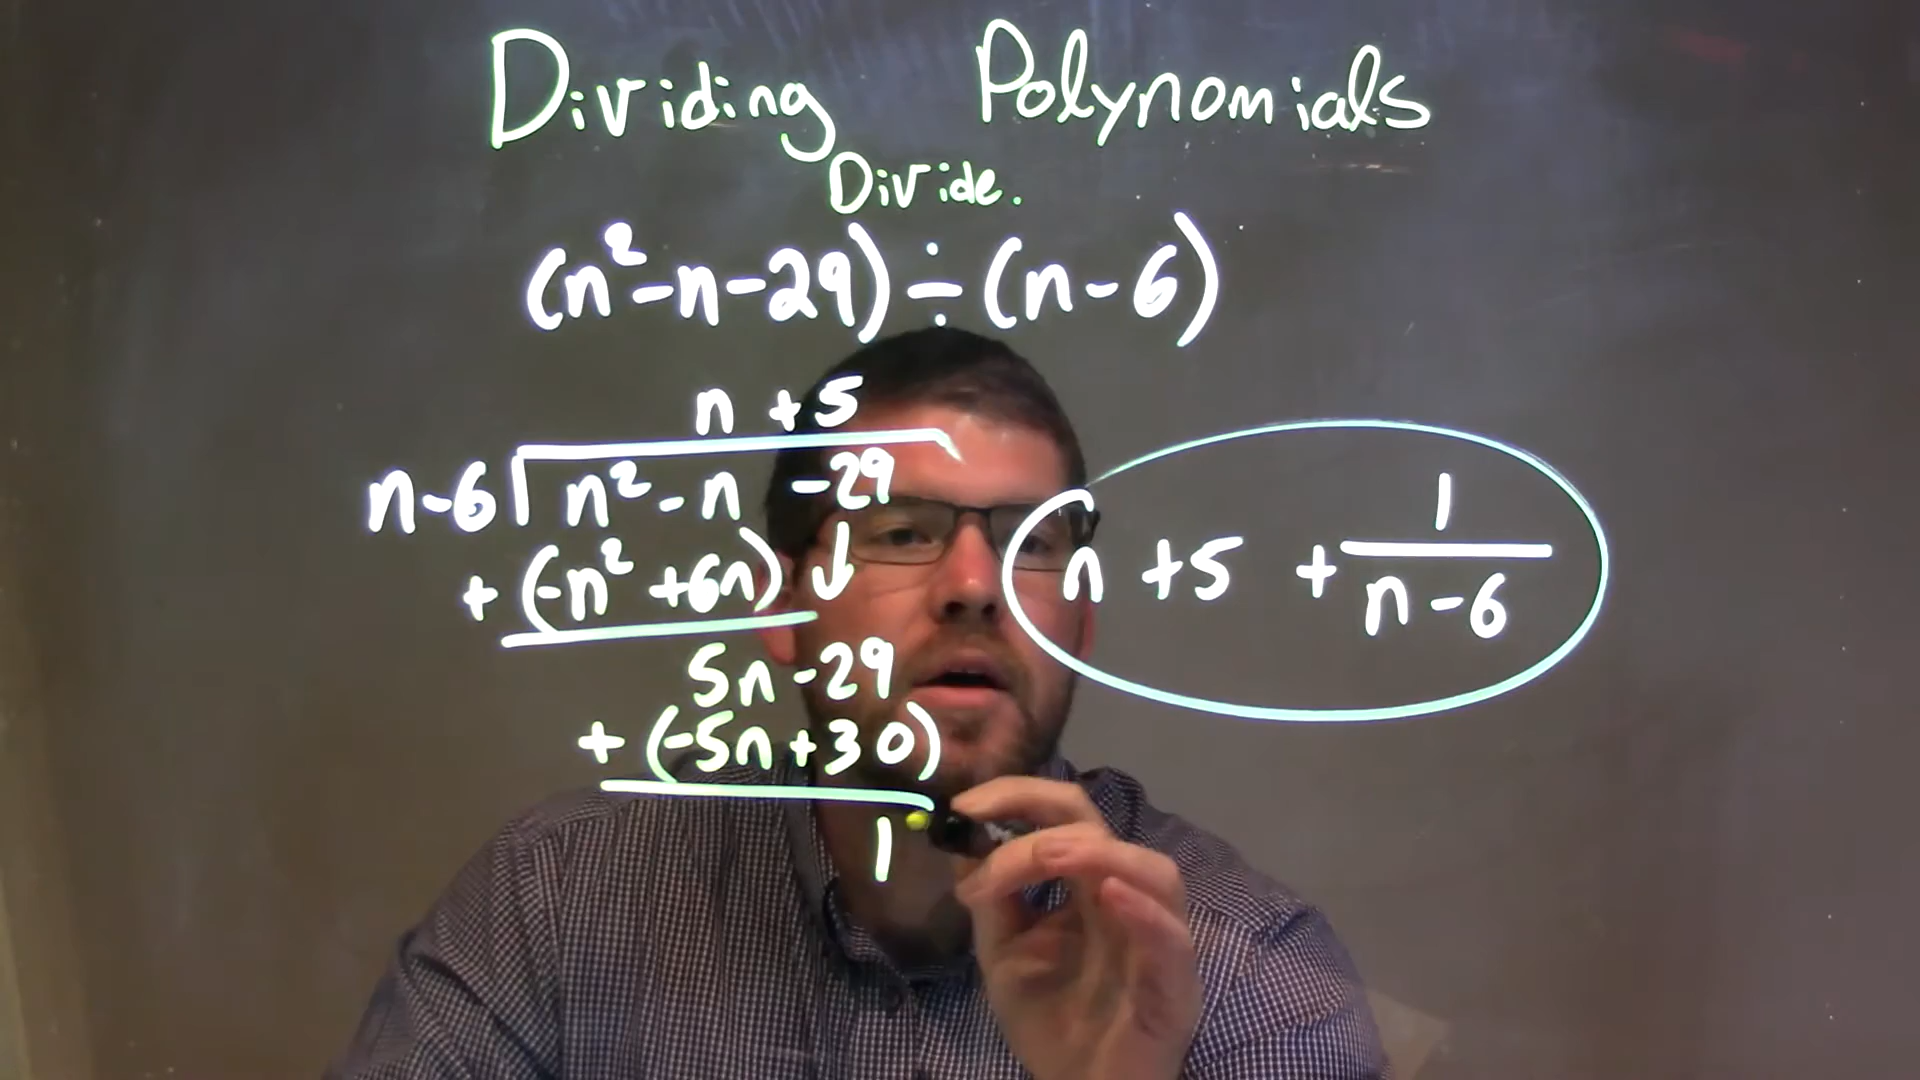 Dividing Polynomials
Divide.
(n²-n-29) ÷ (n-6)
n +5
n-6 n² - n -29
+ (-n² +6n) ↓
5n -29
+ (-5n +30)
1
n +5 + 1/(n-6)